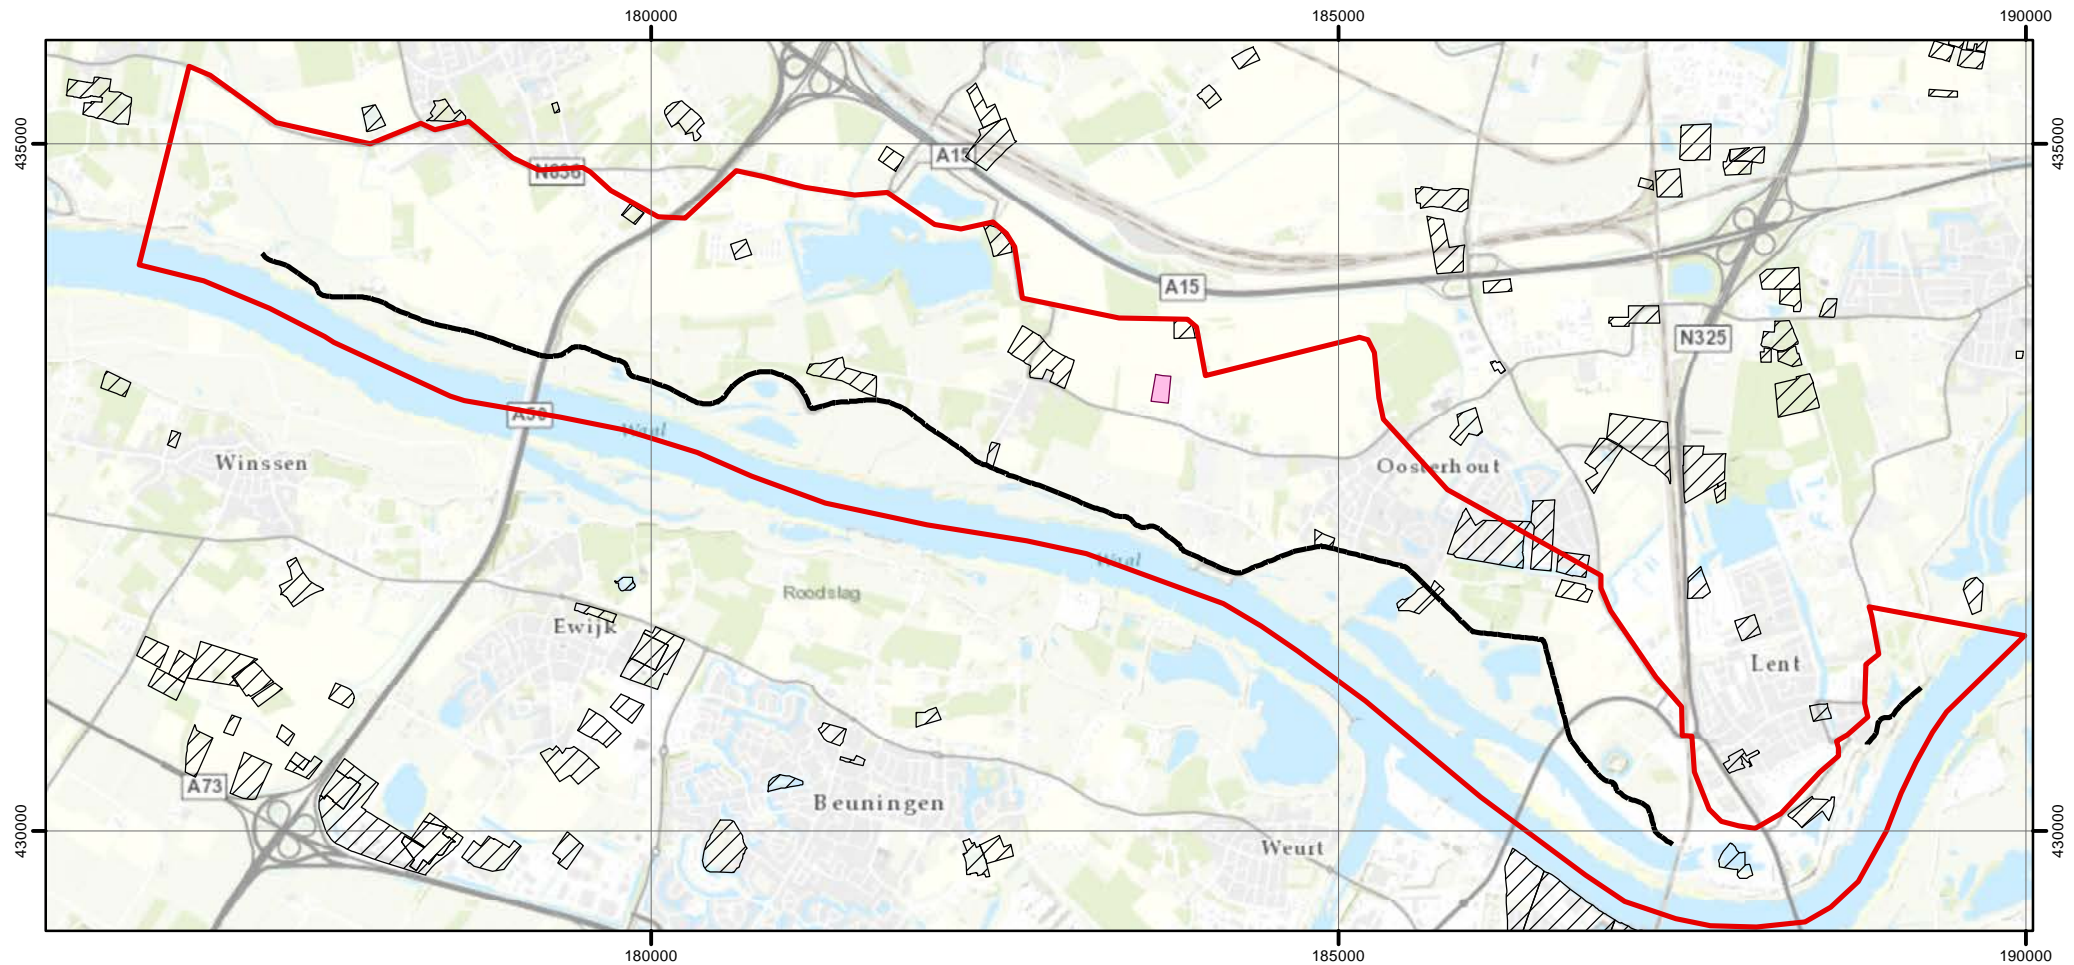 180000
185000
190000
435000
435000
A15
N836
A15
N325
A50
Waal
Winssen
Oosterhout
Waal
Roodslag
Ewijk
Lent
A73
Beuningen
430000
430000
Weurt
180000
185000
190000